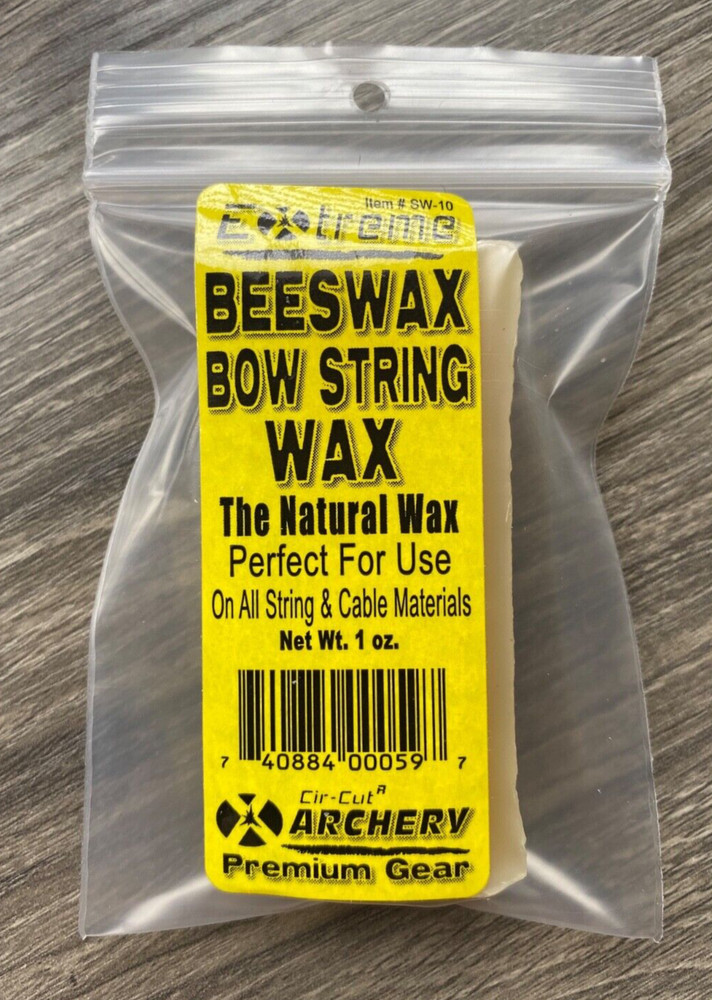 Item # SW-10
Extreme
BEESWAX
BOW STRING
WAX
The Natural Wax
Perfect For Use
On All String & Cable Materials
Net Wt. 1 oz.
7 40884 00059 7
Cir-Cut R
ARCHERY
Premium Gear